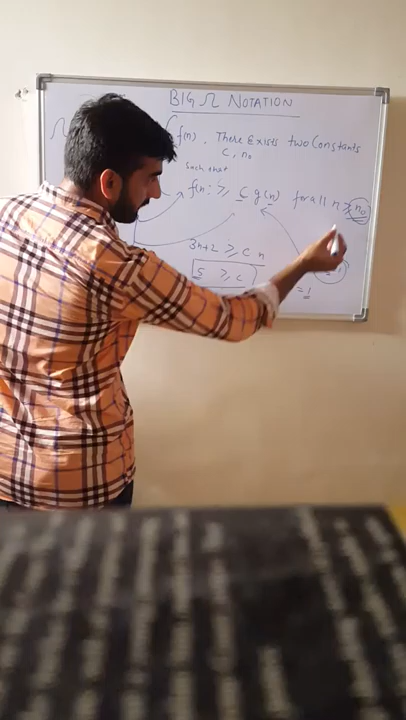 BIG Ω NOTATION
Ω f(n). There Exists two Constants
C, n₀
Such that
f(n) ≥ C g(n) for all n ≥ n₀
3n+2 ≥ C n
5 ≥ C
= 1